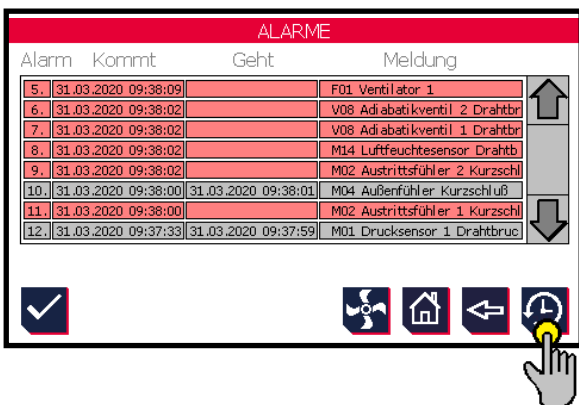 ALARME
Alarm Kommt Geht Meldung
5. 31.03.2020 09:38:09 F01 Ventilator 1
6. 31.03.2020 09:38:02 V08 Adiabatikventil 2 Drahtbr
7. 31.03.2020 09:38:02 V08 Adiabatikventil 1 Drahtbr
8. 31.03.2020 09:38:02 M14 Luftfeuchtesensor Drahtb
9. 31.03.2020 09:38:02 M02 Austrittsfühler 2 Kurzschl
10. 31.03.2020 09:38:00 31.03.2020 09:38:01 M04 Außenfühler Kurzschluß
11. 31.03.2020 09:38:00 M02 Austrittsfühler 1 Kurzschl
12. 31.03.2020 09:37:33 31.03.2020 09:37:59 M01 Drucksensor 1 Drahtbruc